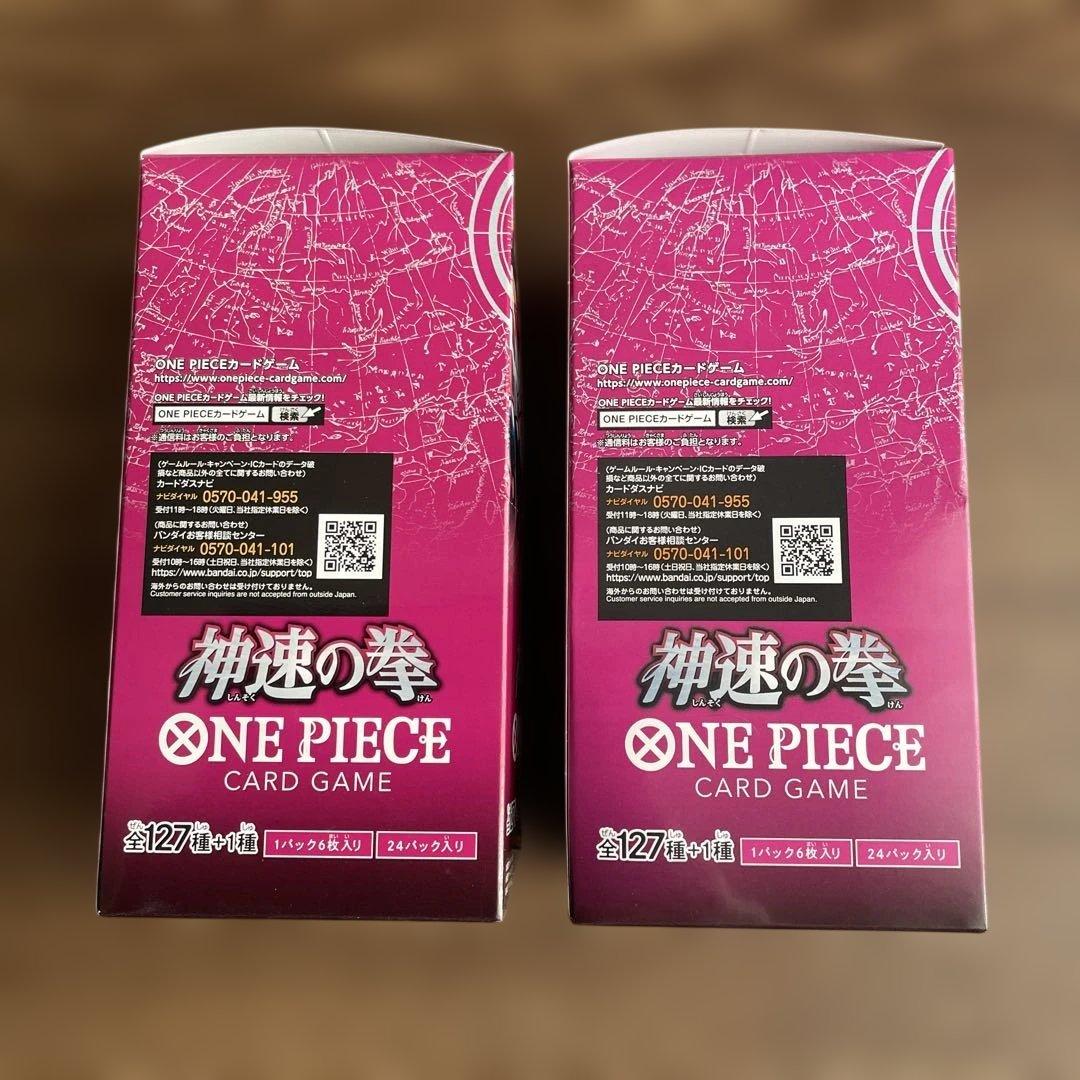 ONE PIECEカードゲーム
https://www.onepiece-cardgame.com/
ONE PIECEカードゲーム最新情報をチェック!
ONE PIECEカードゲーム 検索
※通信料はお客様のご負担となります。
(ゲームルール・キャンペーン・ICカードのデータ破
損など商品以外の全てに関するお問い合わせ)
カードダスナビ
ナビダイヤル 0570-041-955
受付11時~18時(火曜日、当社指定休業日を除く)
(商品に関するお問い合わせ)
バンダイお客様相談センター
ナビダイヤル 0570-041-101
受付10時~16時(土日祝日、当社指定休業日を除く)
https://www.bandai.co.jp/support/top
海外からのお問い合わせは受け付けておりません。
Customer service inquiries are not accepted from outside Japan.
神速の拳
しんそく けん
ONE PIECE
CARD GAME
全127種+1種
1パック6枚入り
24パック入り
ONE PIECEカードゲーム
https://www.onepiece-cardgame.com/
ONE PIECEカードゲーム最新情報をチェック!
ONE PIECEカードゲーム 検索
※通信料はお客様のご負担となります。
(ゲームルール・キャンペーン・ICカードのデータ破
損など商品以外の全てに関するお問い合わせ)
カードダスナビ
ナビダイヤル 0570-041-955
受付11時~18時(火曜日、当社指定休業日を除く)
(商品に関するお問い合わせ)
バンダイお客様相談センター
ナビダイヤル 0570-041-101
受付10時~16時(土日祝日、当社指定休業日を除く)
https://www.bandai.co.jp/support/top
海外からのお問い合わせは受け付けておりません。
Customer service inquiries are not accepted from outside Japan.
神速の拳
しんそく けん
ONE PIECE
CARD GAME
全127種+1種
1パック6枚入り
24パック入り